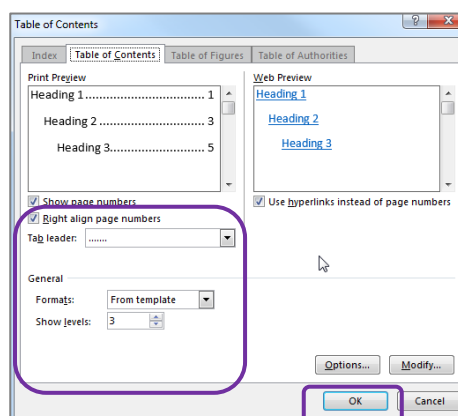 Table of Contents
Index Table of Contents Table of Figures Table of Authorities
Print Preview Web Preview
Heading 1.............................. 1 Heading 1
Heading 2 .......................... 3 Heading 2
Heading 3....................... 5 Heading 3
Show page numbers Use hyperlinks instead of page numbers
Right align page numbers
Tab leader: .......
General
Formats: From template
Show levels: 3
Options... Modify...
OK Cancel